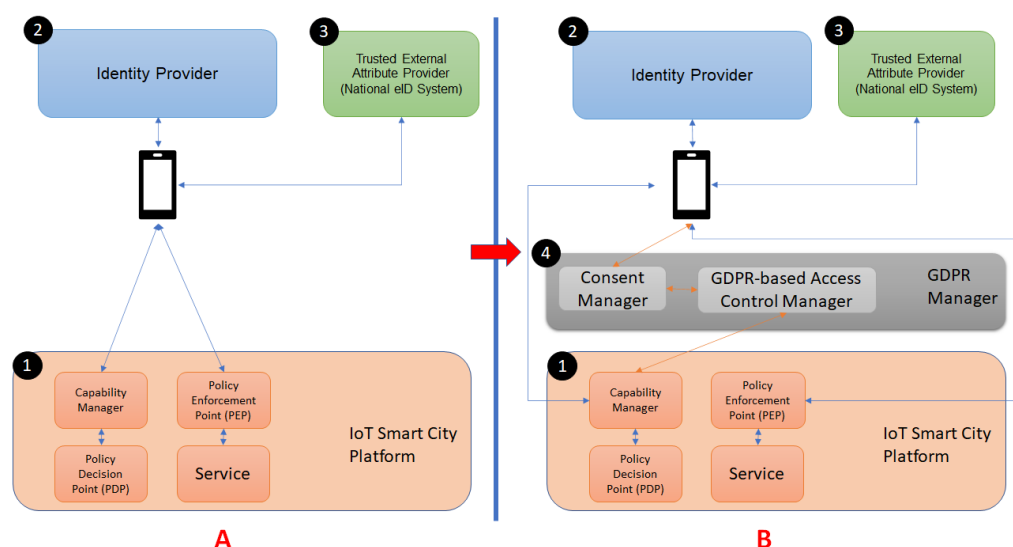 2
Identity Provider
3
Trusted External
Attribute Provider
(National eID System)
1
Capability
Manager
Policy
Enforcement
Point (PEP)
Policy
Decision
Point (PDP)
Service
IoT Smart City
Platform
A
2
Identity Provider
3
Trusted External
Attribute Provider
(National eID System)
4
Consent
Manager
GDPR-based Access
Control Manager
GDPR
Manager
1
Capability
Manager
Policy
Enforcement
Point (PEP)
Policy
Decision
Point (PDP)
Service
IoT Smart City
Platform
B